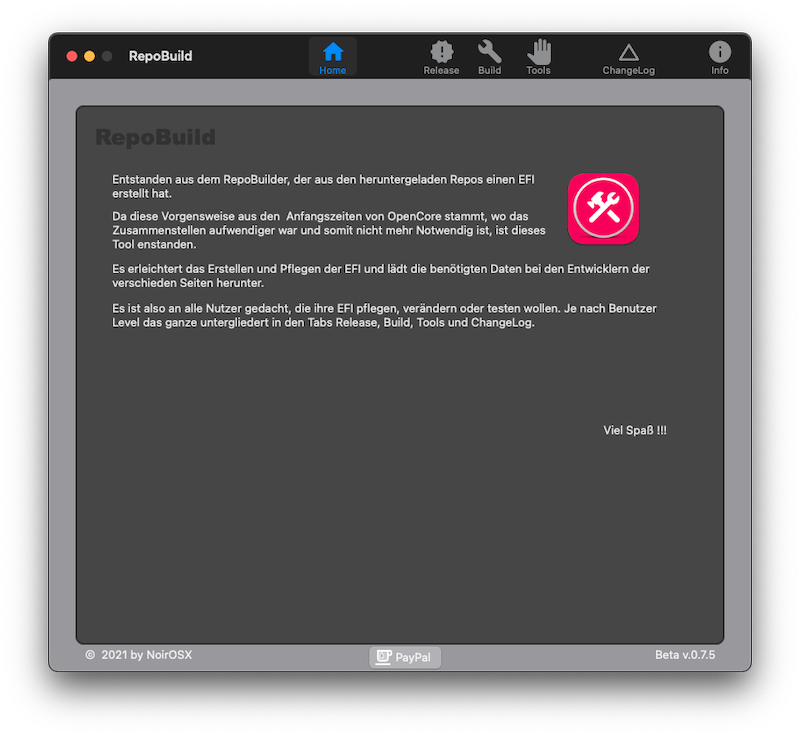 RepoBuild
Home
Release
Build
Tools
ChangeLog
Info
RepoBuild
Entstanden aus dem RepoBuilder, der aus den heruntergeladen Repos einen EFI
erstellt hat.
Da diese Vorgensweise aus den  Anfangszeiten von OpenCore stammt, wo das
Zusammenstellen aufwendiger war und somit nicht mehr Notwendig ist, ist dieses
Tool enstanden.
Es erleichtert das Erstellen und Pflegen der EFI und lädt die benötigten Daten bei den Entwicklern der
verschieden Seiten herunter.
Es ist also an alle Nutzer gedacht, die ihre EFI pflegen, verändern oder testen wollen. Je nach Benutzer
Level das ganze untergliedert in den Tabs Release, Build, Tools und ChangeLog.
Viel Spaß !!!
© 2021 by NoirOSX
PayPal
Beta v.0.7.5